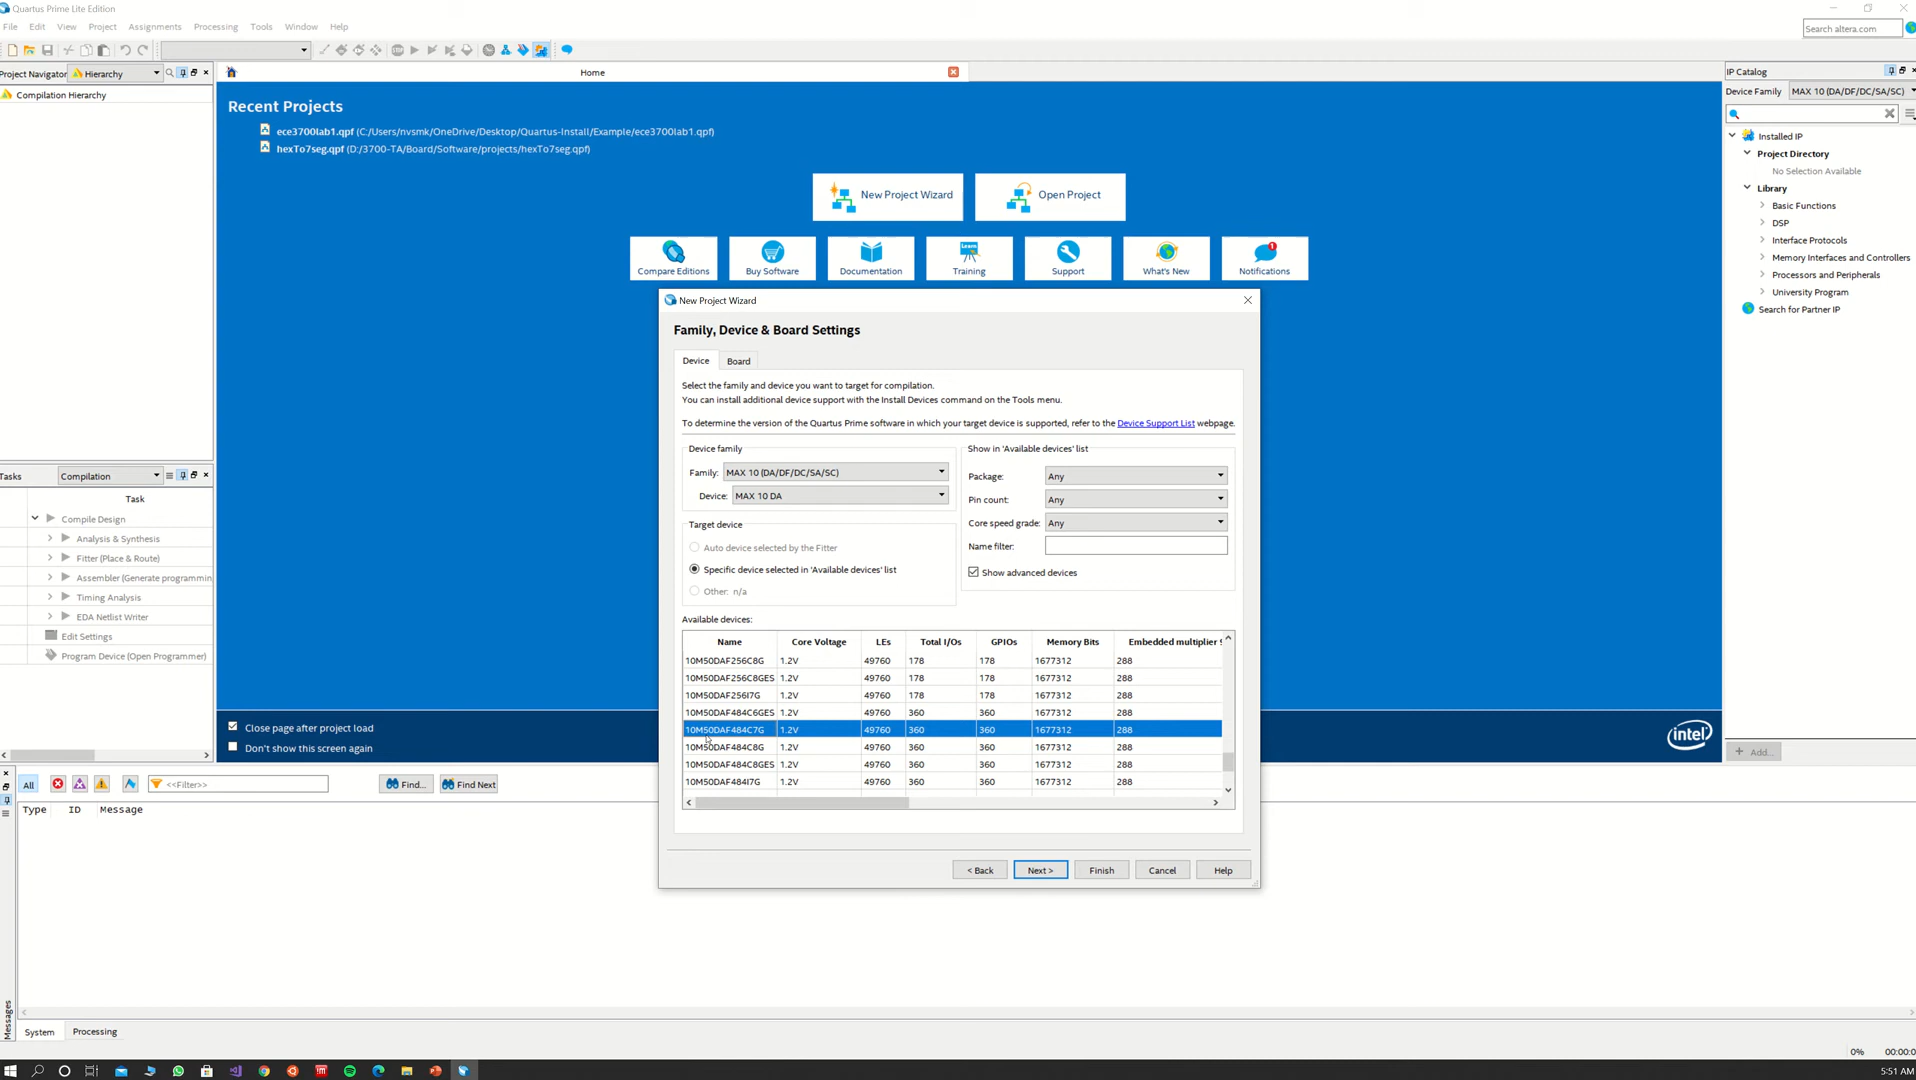 Quartus Prime Lite Edition
File Edit View Project Assignments Processing Tools Window Help
Search altera.com
Project Navigator Hierarchy
Home
IP Catalog
Compilation Hierarchy
Device Family MAX 10 (DA/DF/DC/SA/SC)
Recent Projects
ece3700lab1.qpf (C:/Users/nvsmk/OneDrive/Desktop/Quartus-Install/Example/ece3700lab1.qpf)
hexTo7seg.qpf (D:/3700-TA/Board/Software/projects/hexTo7seg.qpf)
Installed IP
Project Directory
No Selection Available
Library
Basic Functions
DSP
Interface Protocols
Memory Interfaces and Controllers
Processors and Peripherals
University Program
Search for Partner IP
New Project Wizard
Open Project
Compare Editions
Buy Software
Documentation
Training
Support
What's New
Notifications
1
Learn
New Project Wizard
Family, Device & Board Settings
Device Board
Select the family and device you want to target for compilation.
You can install additional device support with the Install Devices command on the Tools menu.
To determine the version of the Quartus Prime software in which your target device is supported, refer to the Device Support List webpage.
Device family
Family: MAX 10 (DA/DF/DC/SA/SC)
Device: MAX 10 DA
Show in 'Available devices' list
Package: Any
Pin count: Any
Core speed grade: Any
Name filter:
Show advanced devices
Target device
Auto device selected by the Fitter
Specific device selected in 'Available devices' list
Other: n/a
Available devices:
Name Core Voltage LEs Total I/Os GPIOs Memory Bits Embedded multiplier 9
10M50DAF256C8G 1.2V 49760 178 178 1677312 288
10M50DAF256C8GES 1.2V 49760 178 178 1677312 288
10M50DAF256I7G 1.2V 49760 178 178 1677312 288
10M50DAF484C6GES 1.2V 49760 360 360 1677312 288
10M50DAF484C7G 1.2V 49760 360 360 1677312 288
10M50DAF484C8G 1.2V 49760 360 360 1677312 288
10M50DAF484C8GES 1.2V 49760 360 360 1677312 288
10M50DAF484I7G 1.2V 49760 360 360 1677312 288
< Back Next > Finish Cancel Help
Tasks Compilation
Task
Compile Design
Analysis & Synthesis
Fitter (Place & Route)
Assembler (Generate programmin
Timing Analysis
EDA Netlist Writer
Edit Settings
Program Device (Open Programmer)
Close page after project load
Don't show this screen again
intel
Add...
All <<Filter>> Find... Find Next
Type ID Message
Messages
System Processing
0% 00:00:0
5:51 AM